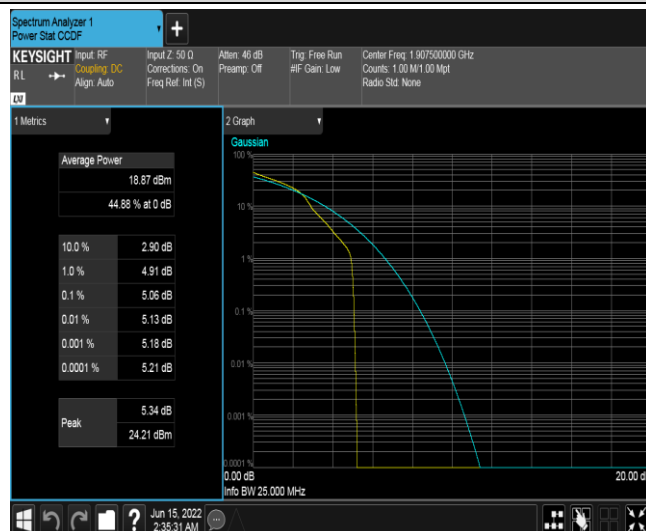 Spectrum Analyzer 1
Power Stat CCDF
+
KEYSIGHT
RL
LXI
Input: RF
Coupling: DC
Align: Auto
Input Z: 50 Ω
Corrections: On
Freq Ref: Int (S)
Atten: 46 dB
Preamp: Off
Trig: Free Run
#IF Gain: Low
Center Freq: 1.907500000 GHz
Counts: 1.00 M/1.00 Mpt
Radio Std: None
1 Metrics
Average Power
18.87 dBm
44.88 % at 0 dB
10.0 % 2.90 dB
1.0 % 4.91 dB
0.1 % 5.06 dB
0.01 % 5.13 dB
0.001 % 5.18 dB
0.0001 % 5.21 dB
Peak 5.34 dB
24.21 dBm
2 Graph
Gaussian
100 %
10 %
1 %
0.1 %
0.01 %
0.001 %
0.0001 %
0.00 dB 20.00 d
Info BW 25.000 MHz
?
Jun 15, 2022
2:35:31 AM